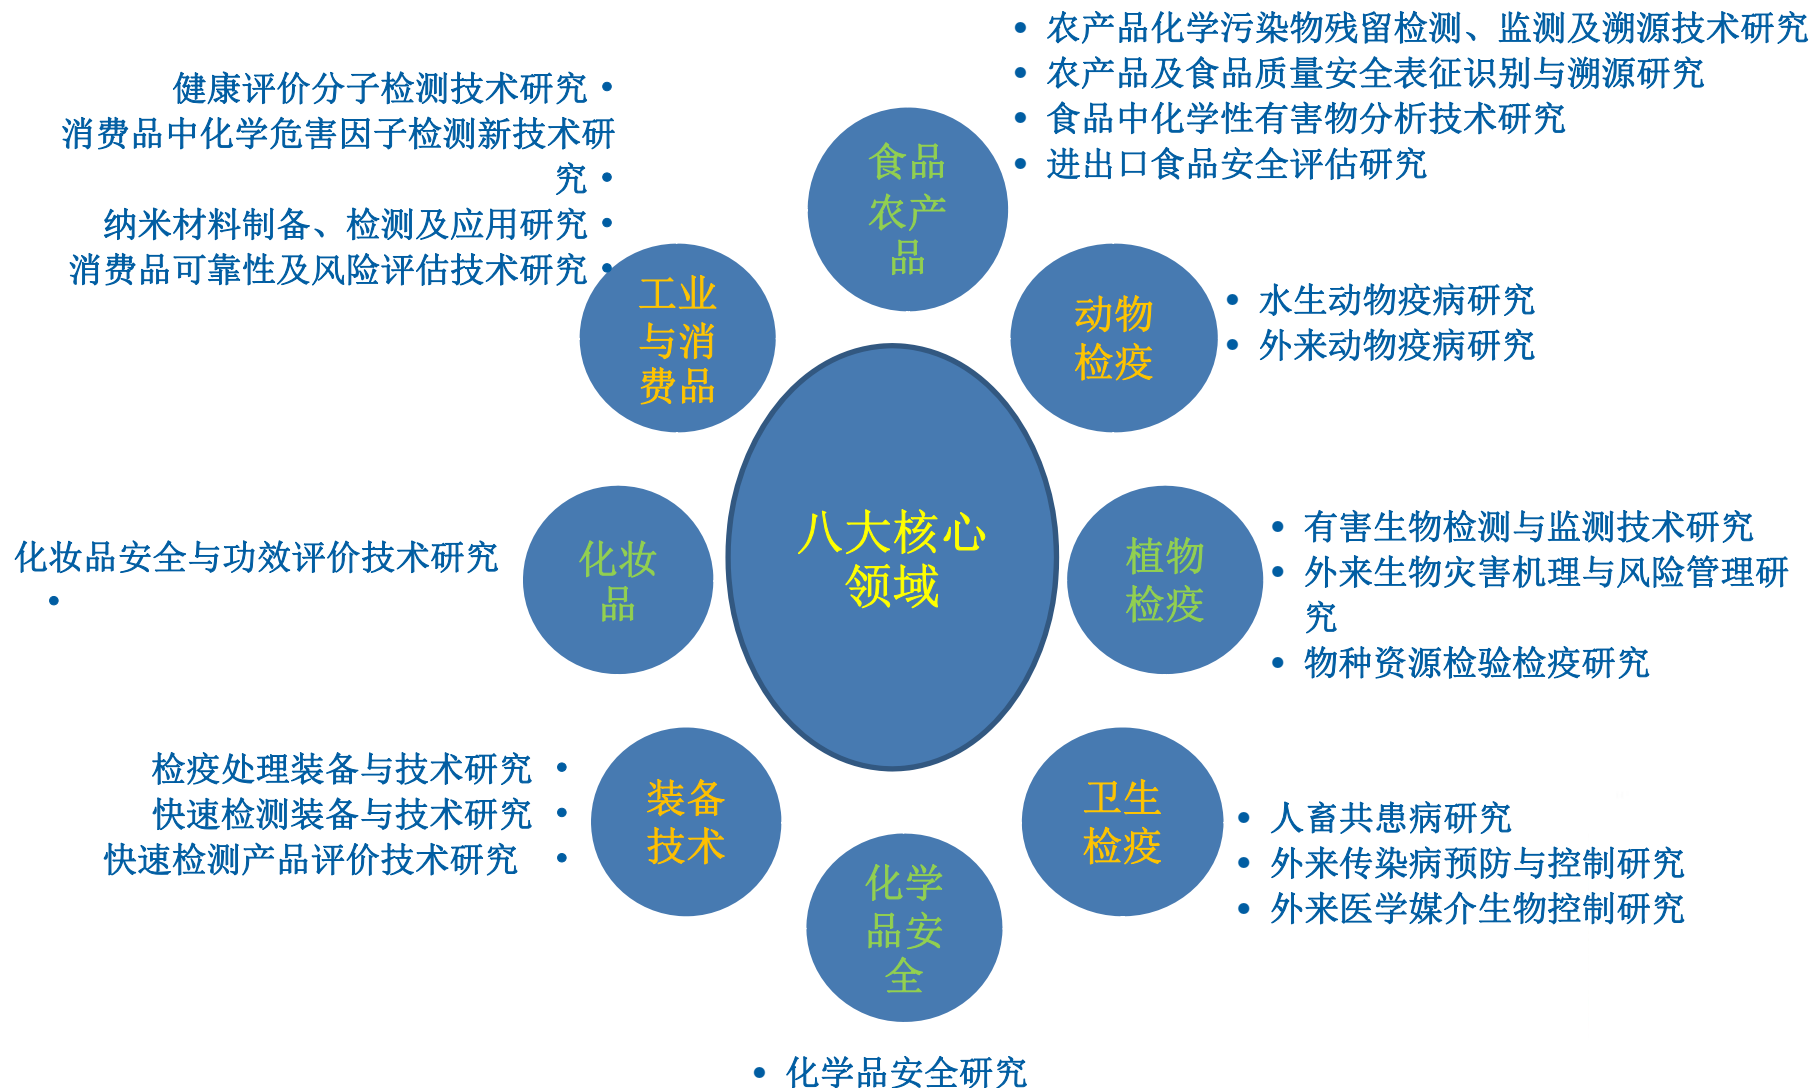 • 农产品化学污染物残留检测、监测及溯源技术研究
• 农产品及食品质量安全表征识别与溯源研究
• 食品中化学性有害物分析技术研究
• 进出口食品安全评估研究
健康评价分子检测技术研究 •
消费品中化学危害因子检测新技术研
究 •
纳米材料制备、检测及应用研究 •
消费品可靠性及风险评估技术研究 •
食品
农产
品
工业
与消
费品
动物
检疫
• 水生动物疫病研究
• 外来动物疫病研究
八大核心
领域
化妆品安全与功效评价技术研究
•
化妆
品
植物
检疫
• 有害生物检测与监测技术研究
• 外来生物灾害机理与风险管理研
究
• 物种资源检验检疫研究
检疫处理装备与技术研究 •
快速检测装备与技术研究 •
快速检测产品评价技术研究 •
装备
技术
卫生
检疫
• 人畜共患病研究
• 外来传染病预防与控制研究
• 外来医学媒介生物控制研究
化学
品安
全
• 化学品安全研究